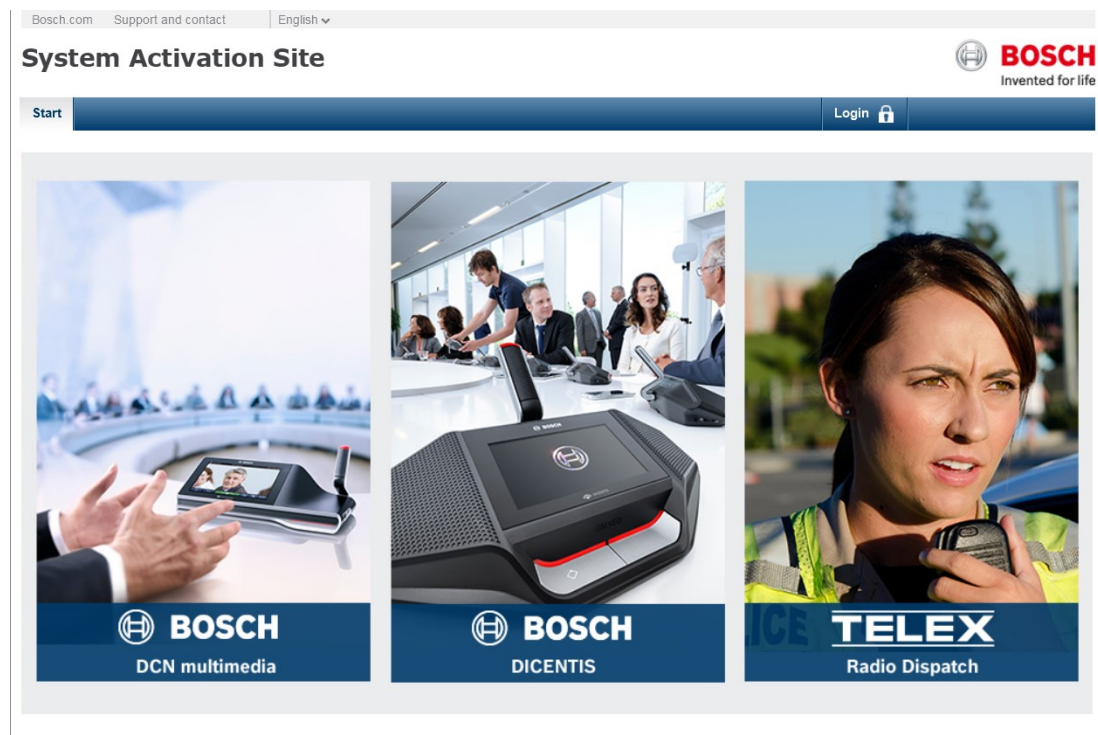 Bosch.com Support and contact English
System Activation Site
BOSCH
Invented for life
Start Login
BOSCH
BOSCH
DCN multimedia
BOSCH
DICENTIS
TELEX
Radio Dispatch